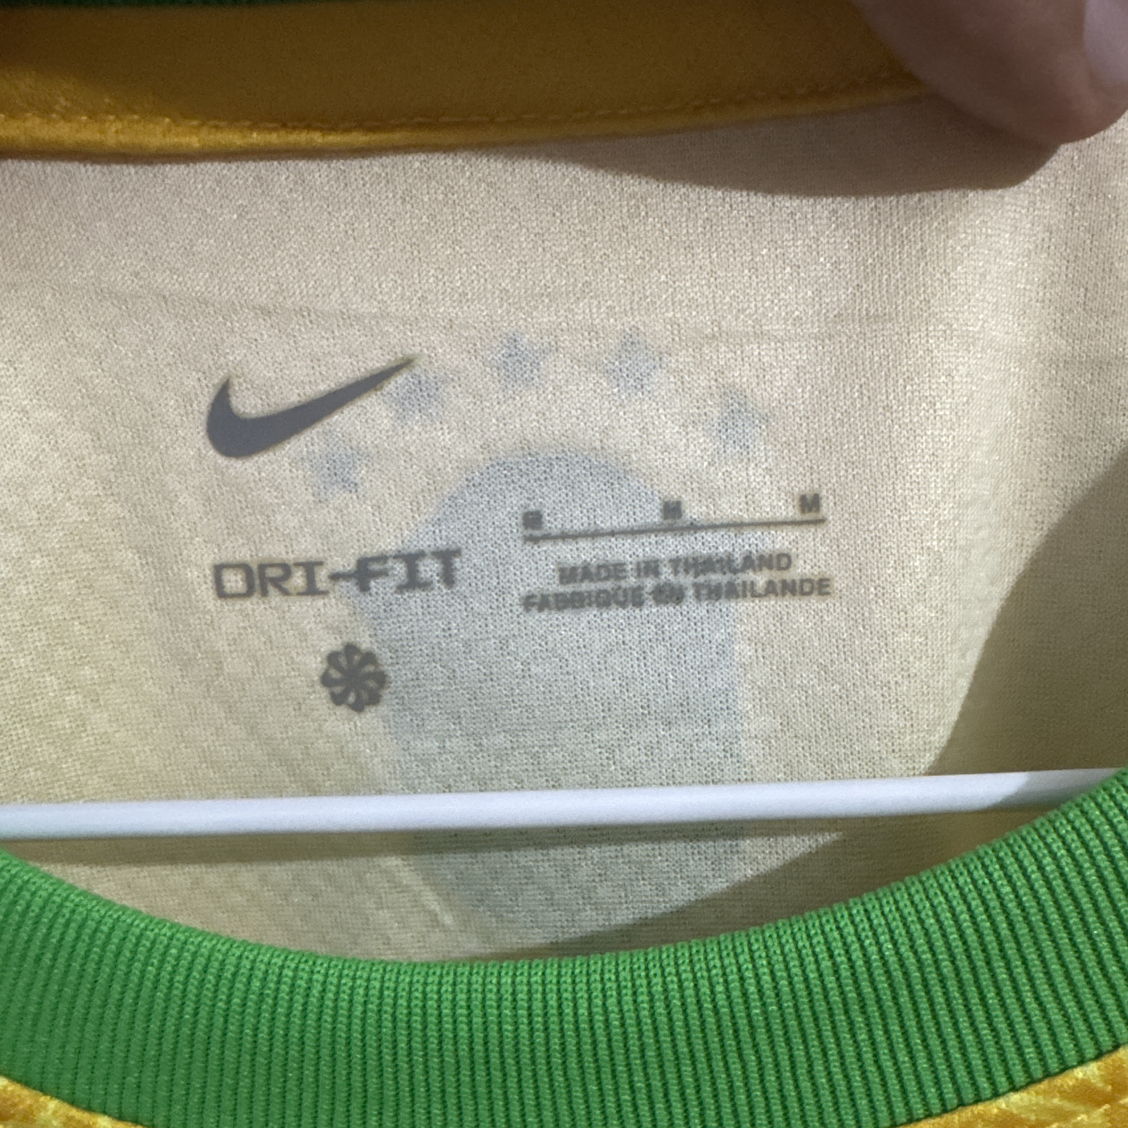 DRI-FIT
M M M
MADE IN THAILAND
FABRIQUÉ EN THAILANDE